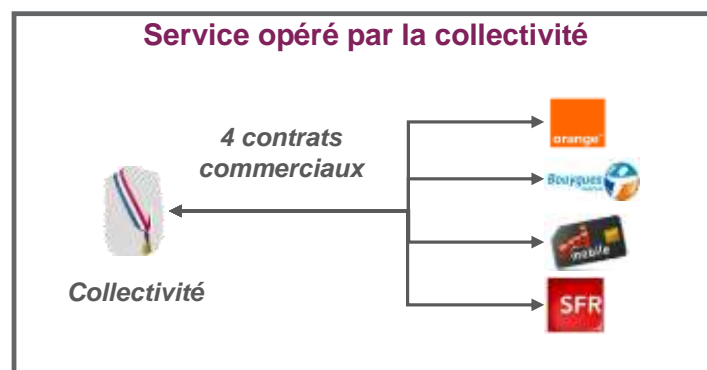 Service opéré par la collectivité
4 contrats
commerciaux
orange
Bouygues
mobile
SFR
Collectivité